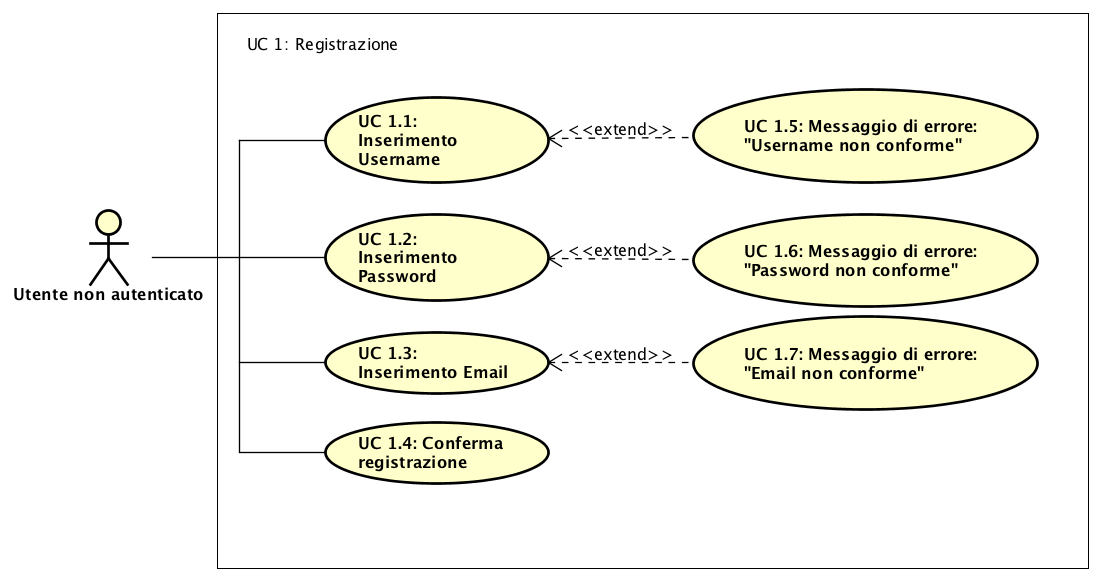 UC 1: Registrazione
UC 1.1:
Inserimento
Username
<<extend>>
UC 1.5: Messaggio di errore:
"Username non conforme"
Utente non autenticato
UC 1.2:
Inserimento
Password
<<extend>>
UC 1.6: Messaggio di errore:
"Password non conforme"
UC 1.3:
Inserimento Email
<<extend>>
UC 1.7: Messaggio di errore:
"Email non conforme"
UC 1.4: Conferma
registrazione